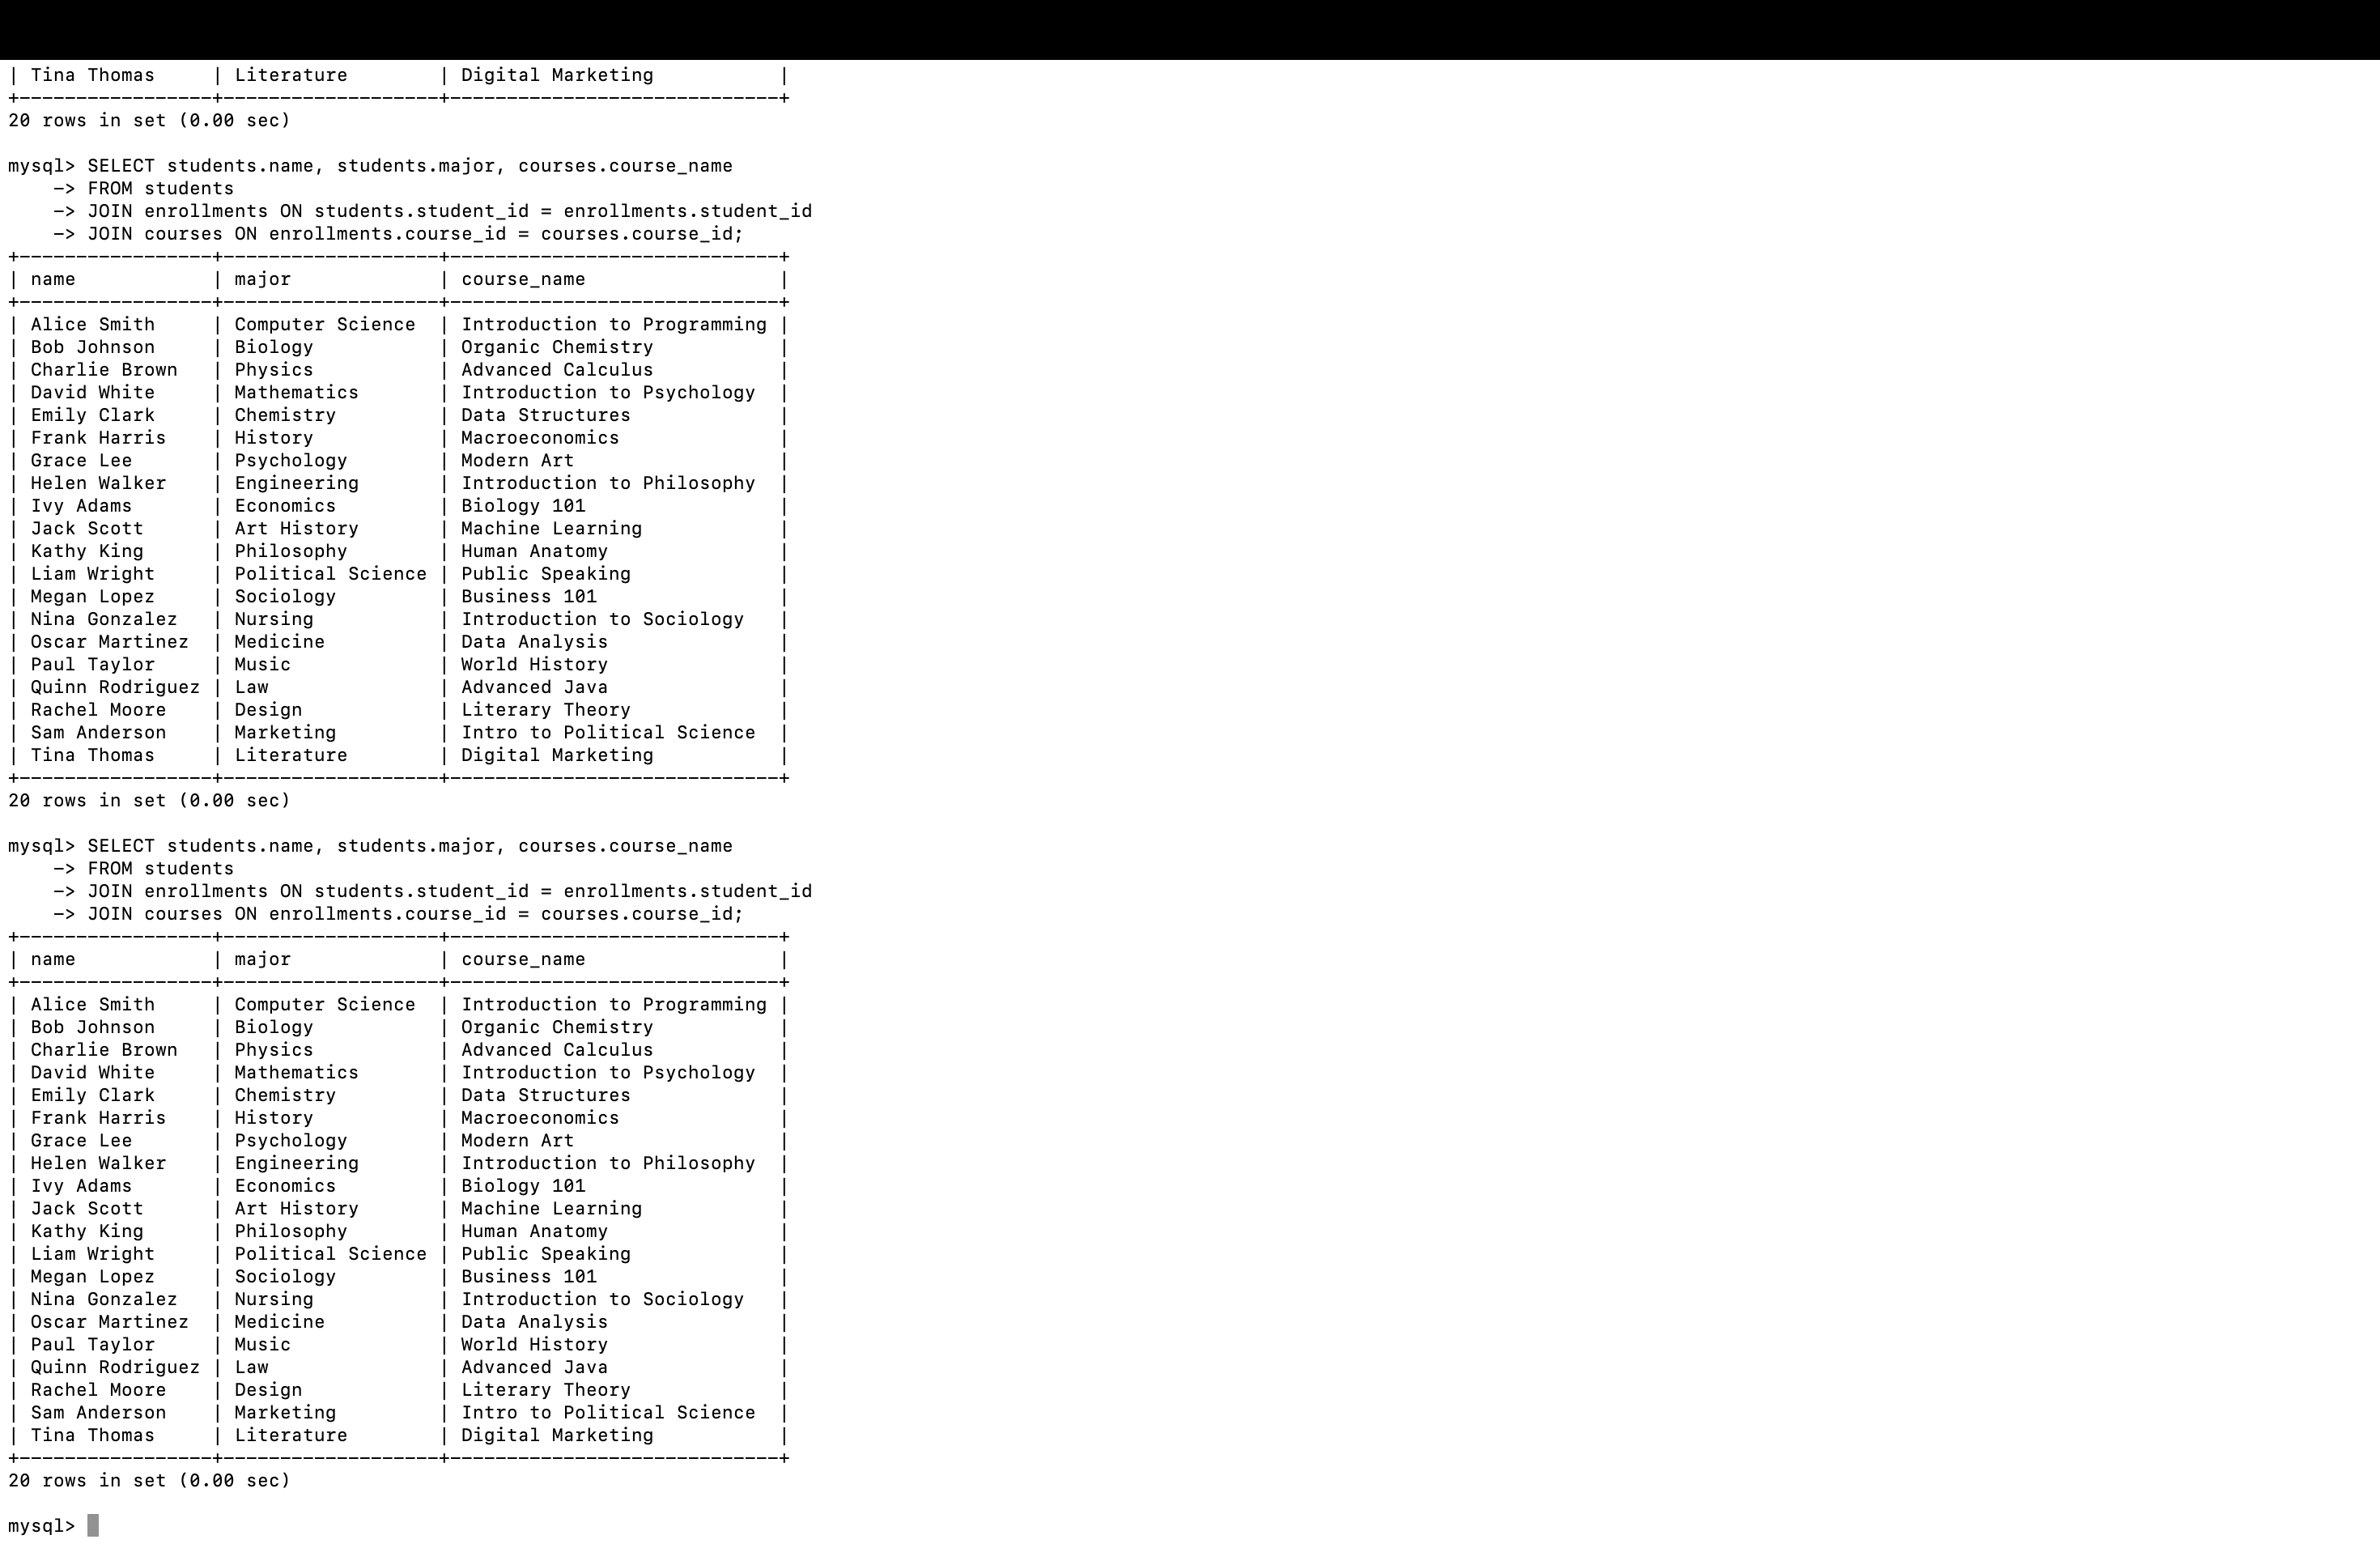 | Tina Thomas     | Literature        | Digital Marketing           |
+-----------------+-------------------+-----------------------------+
20 rows in set (0.00 sec)

mysql> SELECT students.name, students.major, courses.course_name
    -> FROM students
    -> JOIN enrollments ON students.student_id = enrollments.student_id
    -> JOIN courses ON enrollments.course_id = courses.course_id;
+-----------------+-------------------+-----------------------------+
| name            | major             | course_name                 |
+-----------------+-------------------+-----------------------------+
| Alice Smith     | Computer Science  | Introduction to Programming |
| Bob Johnson     | Biology           | Organic Chemistry           |
| Charlie Brown   | Physics           | Advanced Calculus           |
| David White     | Mathematics       | Introduction to Psychology  |
| Emily Clark     | Chemistry         | Data Structures             |
| Frank Harris    | History           | Macroeconomics              |
| Grace Lee       | Psychology        | Modern Art                  |
| Helen Walker    | Engineering       | Introduction to Philosophy  |
| Ivy Adams       | Economics         | Biology 101                 |
| Jack Scott      | Art History       | Machine Learning            |
| Kathy King      | Philosophy        | Human Anatomy               |
| Liam Wright     | Political Science | Public Speaking             |
| Megan Lopez     | Sociology         | Business 101                |
| Nina Gonzalez   | Nursing           | Introduction to Sociology   |
| Oscar Martinez  | Medicine          | Data Analysis               |
| Paul Taylor     | Music             | World History               |
| Quinn Rodriguez | Law               | Advanced Java               |
| Rachel Moore    | Design            | Literary Theory             |
| Sam Anderson    | Marketing         | Intro to Political Science  |
| Tina Thomas     | Literature        | Digital Marketing           |
+-----------------+-------------------+-----------------------------+
20 rows in set (0.00 sec)

mysql> SELECT students.name, students.major, courses.course_name
    -> FROM students
    -> JOIN enrollments ON students.student_id = enrollments.student_id
    -> JOIN courses ON enrollments.course_id = courses.course_id;
+-----------------+-------------------+-----------------------------+
| name            | major             | course_name                 |
+-----------------+-------------------+-----------------------------+
| Alice Smith     | Computer Science  | Introduction to Programming |
| Bob Johnson     | Biology           | Organic Chemistry           |
| Charlie Brown   | Physics           | Advanced Calculus           |
| David White     | Mathematics       | Introduction to Psychology  |
| Emily Clark     | Chemistry         | Data Structures             |
| Frank Harris    | History           | Macroeconomics              |
| Grace Lee       | Psychology        | Modern Art                  |
| Helen Walker    | Engineering       | Introduction to Philosophy  |
| Ivy Adams       | Economics         | Biology 101                 |
| Jack Scott      | Art History       | Machine Learning            |
| Kathy King      | Philosophy        | Human Anatomy               |
| Liam Wright     | Political Science | Public Speaking             |
| Megan Lopez     | Sociology         | Business 101                |
| Nina Gonzalez   | Nursing           | Introduction to Sociology   |
| Oscar Martinez  | Medicine          | Data Analysis               |
| Paul Taylor     | Music             | World History               |
| Quinn Rodriguez | Law               | Advanced Java               |
| Rachel Moore    | Design            | Literary Theory             |
| Sam Anderson    | Marketing         | Intro to Political Science  |
| Tina Thomas     | Literature        | Digital Marketing           |
+-----------------+-------------------+-----------------------------+
20 rows in set (0.00 sec)

mysql>